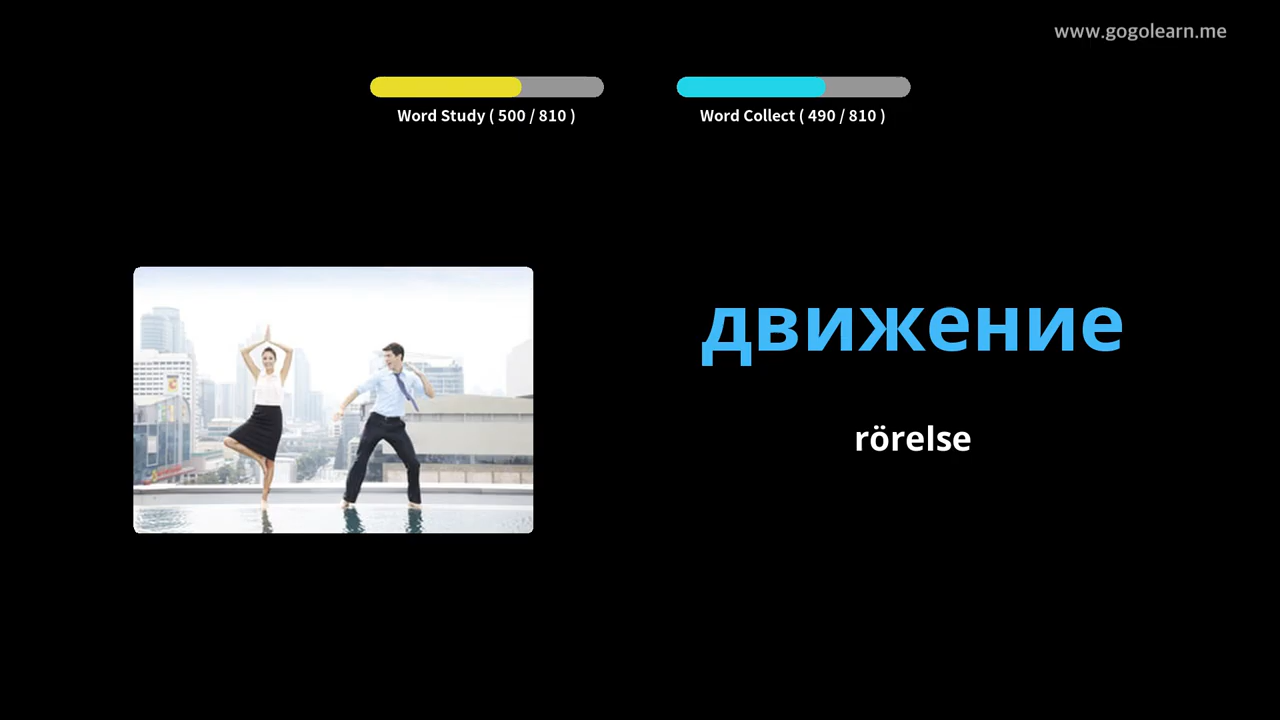 www.gogolearn.me
Word Study ( 500 / 810 )
Word Collect ( 490 / 810 )
движение
rörelse